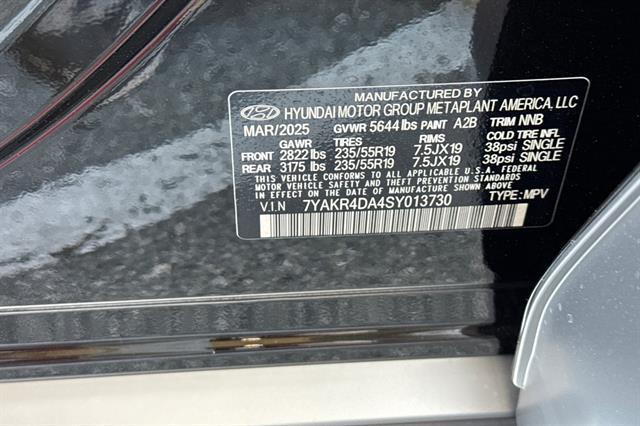 MANUFACTURED BY
HYUNDAI MOTOR GROUP METAPLANT AMERICA, LLC
MAR/2025 GVWR 5644 lbs PAINT A2B TRIM NNB
GAWR TIRES RIMS COLD TIRE INFL
FRONT 2822 lbs 235/55R19 7.5JX19 38psi SINGLE
REAR 3175 lbs 235/55R19 7.5JX19 38psi SINGLE
THIS VEHICLE CONFORMS TO ALL APPLICABLE U.S.A. FEDERAL
MOTOR VEHICLE SAFETY, BUMPER, AND THEFT PREVENTION STANDARDS
IN EFFECT ON THE DATE OF MANUFACTURE SHOWN ABOVE.
V.I.N 7YAKR4DA4SY013730 TYPE: MPV